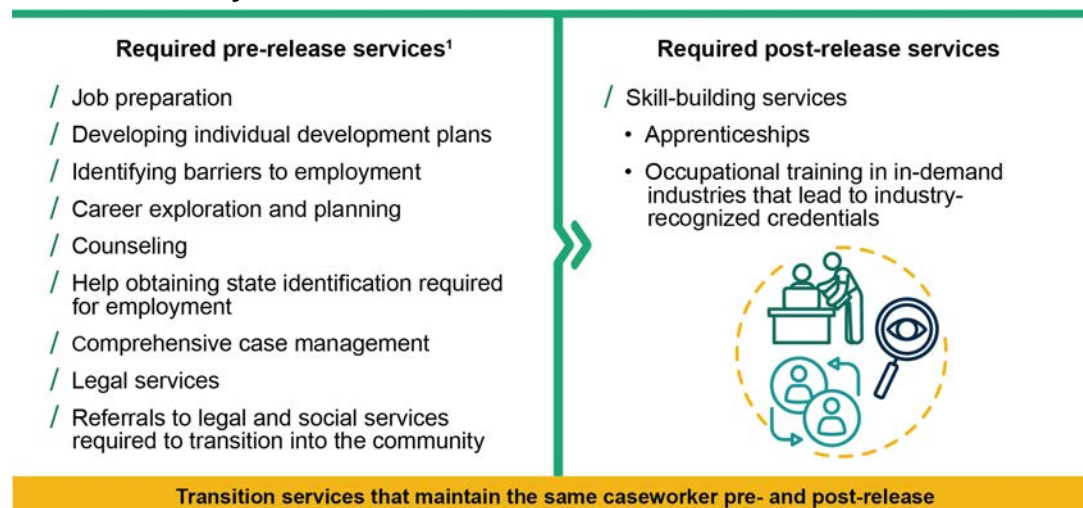 Required pre-release services¹
/ Job preparation
/ Developing individual development plans
/ Identifying barriers to employment
/ Career exploration and planning
/ Counseling
/ Help obtaining state identification required
for employment
/ Comprehensive case management
/ Legal services
/ Referrals to legal and social services
required to transition into the community
Required post-release services
/ Skill-building services
• Apprenticeships
• Occupational training in in-demand
industries that lead to industry-
recognized credentials
Transition services that maintain the same caseworker pre- and post-release